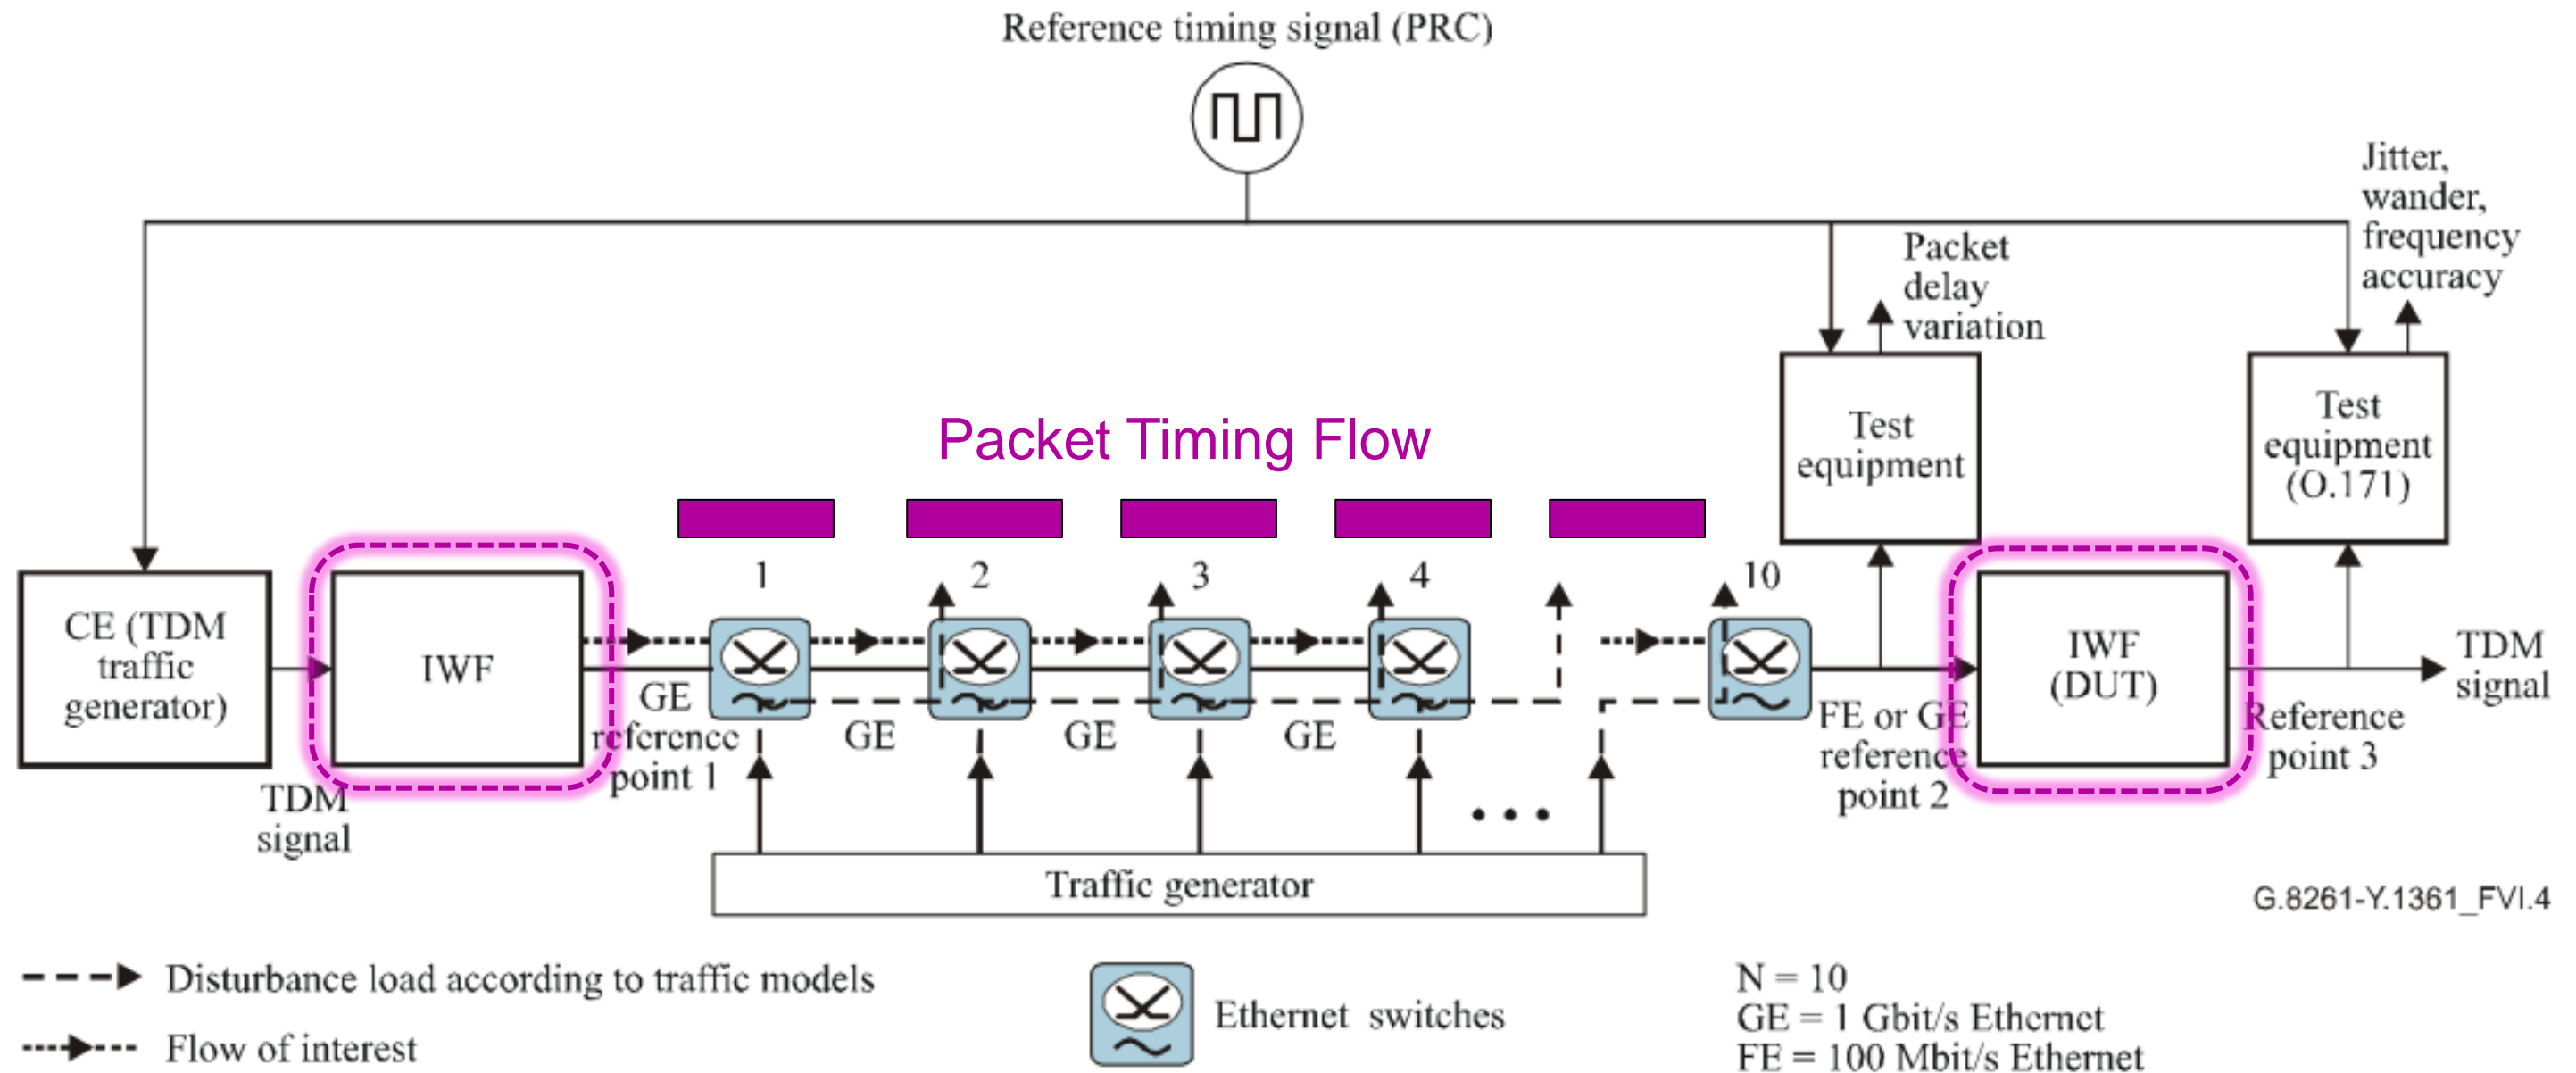 Reference timing signal (PRC)
Jitter,
wander,
frequency
accuracy
Packet
delay
variation
Packet Timing Flow
Test
equipment
Test
equipment
(O.171)
1
2
3
4
10
CE (TDM
traffic
generator)
IWF
IWF
(DUT)
TDM
signal
TDM
signal
GE
reference
point 1
GE
GE
GE
FE or GE
reference
point 2
Reference
point 3
Traffic generator
G.8261-Y.1361_FVI.4
Disturbance load according to traffic models
Flow of interest
Ethernet switches
N = 10
GE = 1 Gbit/s Ethernet
FE = 100 Mbit/s Ethernet